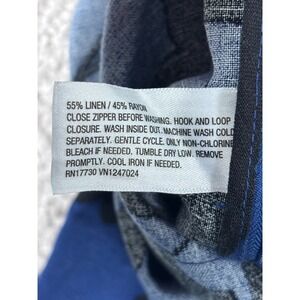 55% LINEN / 45% RAYON
CLOSE ZIPPER BEFORE WASHING. HOOK AND LOOP
CLOSURE. WASH INSIDE OUT. MACHINE WASH COLD
SEPARATELY. GENTLE CYCLE. ONLY NON-CHLORINE
BLEACH IF NEEDED. TUMBLE DRY LOW. REMOVE
PROMPTLY. COOL IRON IF NEEDED.
RN17730 VN1247024